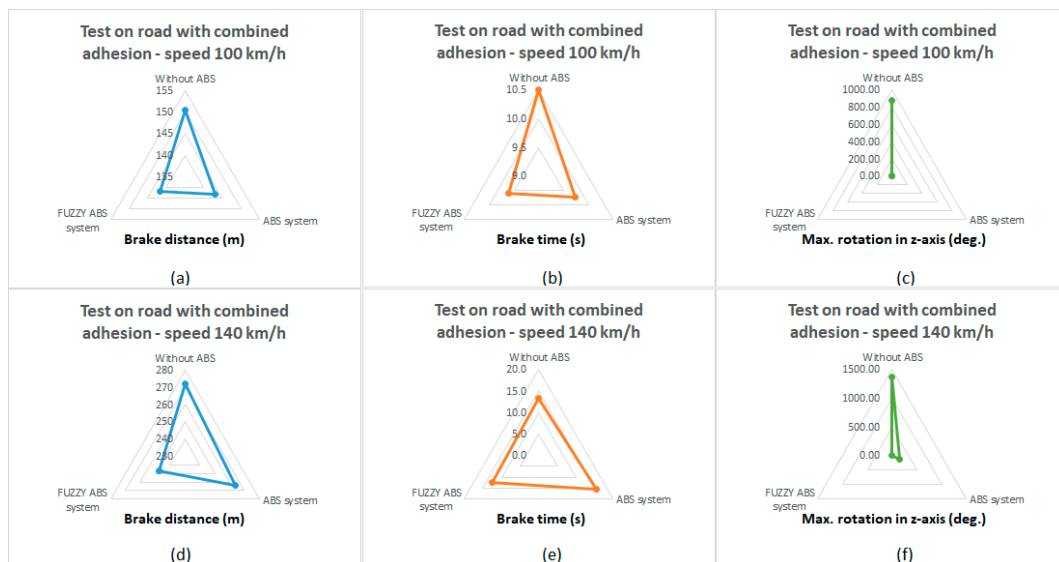 Test on road with combined
adhesion - speed 100 km/h
Without ABS
155
150
145
140
135
FUZZY ABS
system
ABS system
Brake distance (m)
(a)
Test on road with combined
adhesion - speed 100 km/h
Without ABS
10.5
10.0
9.5
9.0
FUZZY ABS
system
ABS system
Brake time (s)
(b)
Test on road with combined
adhesion - speed 100 km/h
Without ABS
1000.00
800.00
600.00
400.00
200.00
0.00
FUZZY ABS
system
ABS system
Max. rotation in z-axis (deg.)
(c)
Test on road with combined
adhesion - speed 140 km/h
Without ABS
280
270
260
250
240
230
FUZZY ABS
system
ABS system
Brake distance (m)
(d)
Test on road with combined
adhesion - speed 140 km/h
Without ABS
20.0
15.0
10.0
5.0
0.0
FUZZY ABS
system
ABS system
Brake time (s)
(e)
Test on road with combined
adhesion - speed 140 km/h
Without ABS
1500.00
1000.00
500.00
0.00
FUZZY ABS
system
ABS system
Max. rotation in z-axis (deg.)
(f)